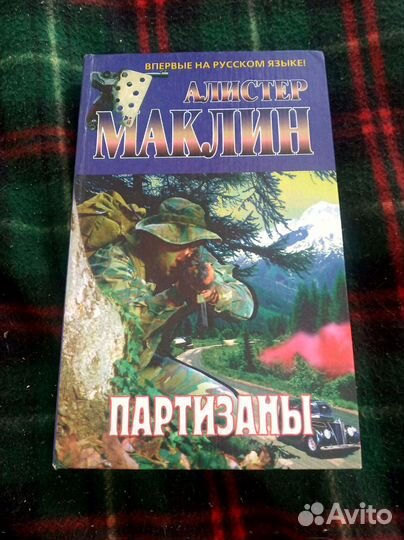 ВПЕРВЫЕ НА РУССКОМ ЯЗЫКЕ!
АЛИСТЕР
МАКЛИН
ПАРТИЗАНЫ
Avito